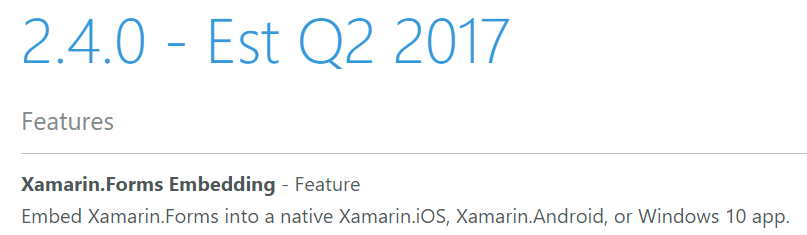 2.4.0 - Est Q2 2017
Features
Xamarin.Forms Embedding - Feature
Embed Xamarin.Forms into a native Xamarin.iOS, Xamarin.Android, or Windows 10 app.